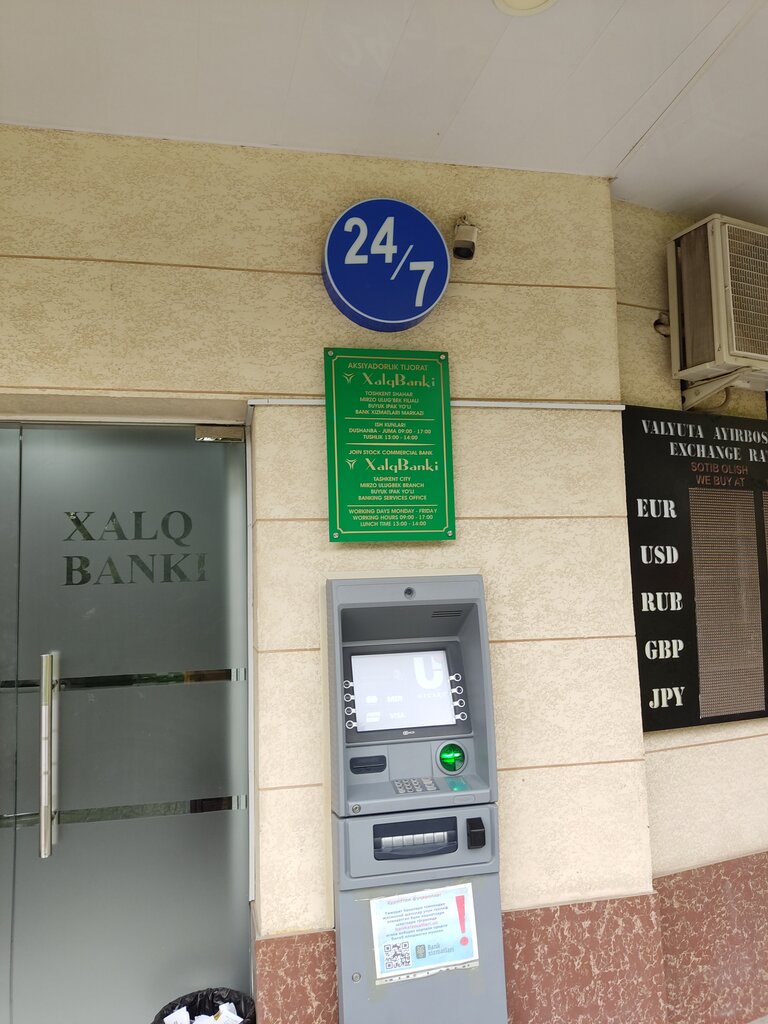 24/7
AKSIYADORLIK TIJORAT
XalqBanki
TOSHKENT SHAHAR
MIRZO ULUG'BEK FILIALI
BUYUK IPAK YO'LI
BANK XIZMATLARI MARKAZI
ISH KUNLARI
DUSHANBA - JUMA 09:00 - 17:00
TUSHLIK 13:00 - 14:00
JOIN STOCK COMMERCIAL BANK
XalqBanki
TASHKENT CITY
MIRZO ULUGBEK BRANCH
BUYUK IPAK YO'LI
BANKING SERVICES OFFICE
WORKING DAYS MONDAY - FRIDAY
WORKING HOURS 09:00 - 17:00
LUNCH TIME 13:00 - 14:00
XALQ
BANKI
VALYUTA AYIRBOS
EXCHANGE RA
SOTIB OLISH
WE BUY AT
EUR
USD
RUB
GBP
JPY
VISA
Bank
xizmatlari